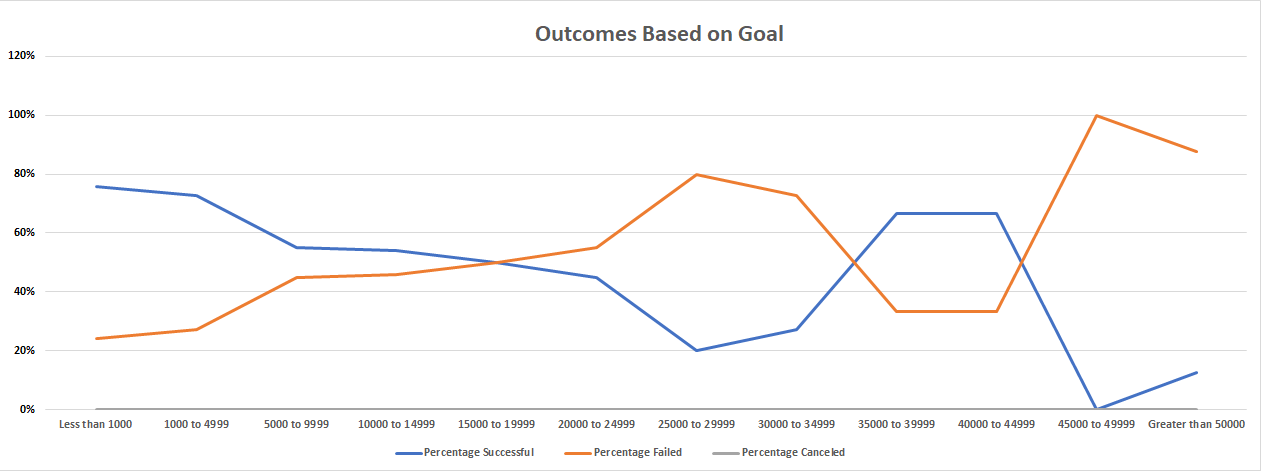 Outcomes Based on Goal
120%
100%
80%
60%
40%
20%
0%
Less than 1000 1000 to 4999 5000 to 9999 10000 to 14999 15000 to 19999 20000 to 24999 25000 to 29999 30000 to 34999 35000 to 39999 40000 to 44999 45000 to 49999 Greater than 50000
Percentage Successful Percentage Failed Percentage Canceled